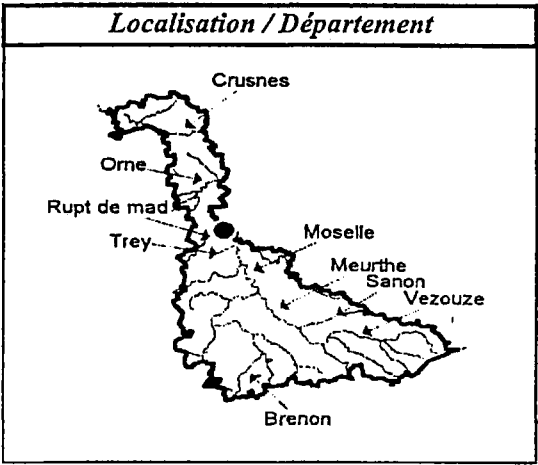 Localisation / Département
Crusnes
Orne
Rupt de mad
Trey
Moselle
Meurthe
Sanon
Vezouze
Brenon